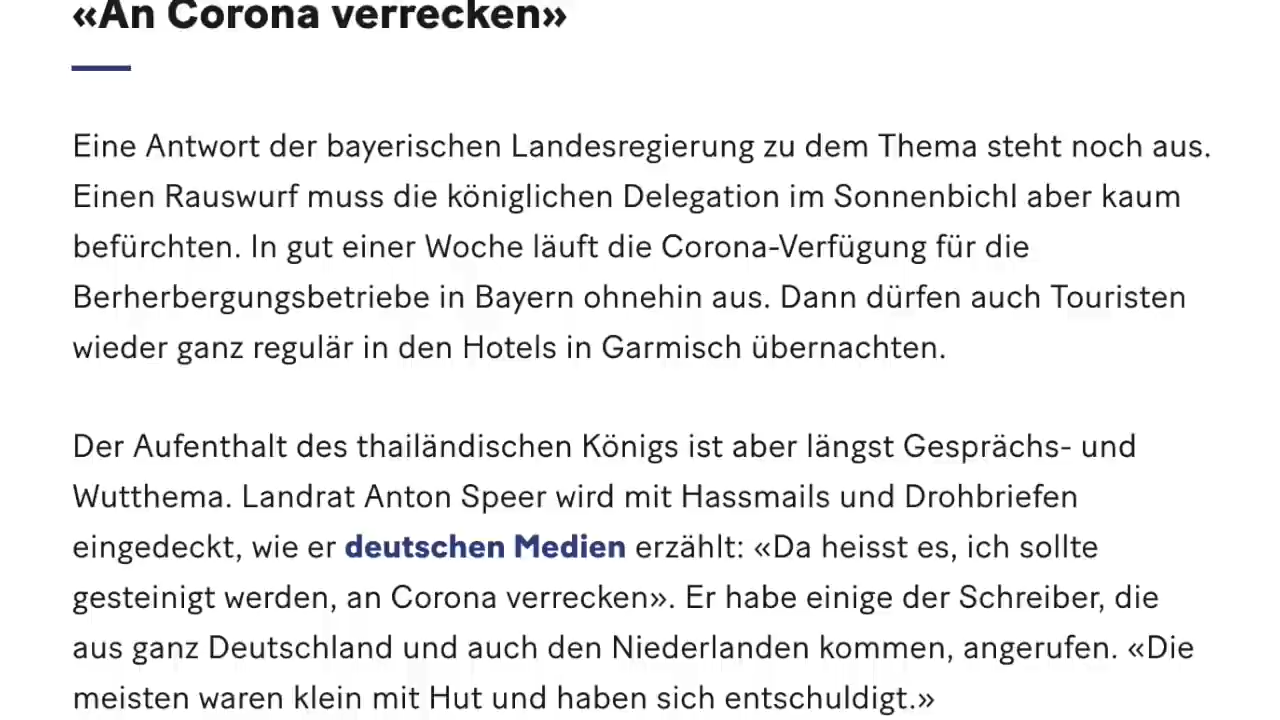 «An Corona verrecken»
Eine Antwort der bayerischen Landesregierung zu dem Thema steht noch aus.
Einen Rauswurf muss die königlichen Delegation im Sonnenbichl aber kaum
befürchten. In gut einer Woche läuft die Corona-Verfügung für die
Berherbergungsbetriebe in Bayern ohnehin aus. Dann dürfen auch Touristen
wieder ganz regulär in den Hotels in Garmisch übernachten.
Der Aufenthalt des thailändischen Königs ist aber längst Gesprächs- und
Wutthema. Landrat Anton Speer wird mit Hassmails und Drohbriefen
eingedeckt, wie er deutschen Medien erzählt: «Da heisst es, ich sollte
gesteinigt werden, an Corona verrecken». Er habe einige der Schreiber, die
aus ganz Deutschland und auch den Niederlanden kommen, angerufen. «Die
meisten waren klein mit Hut und haben sich entschuldigt.»